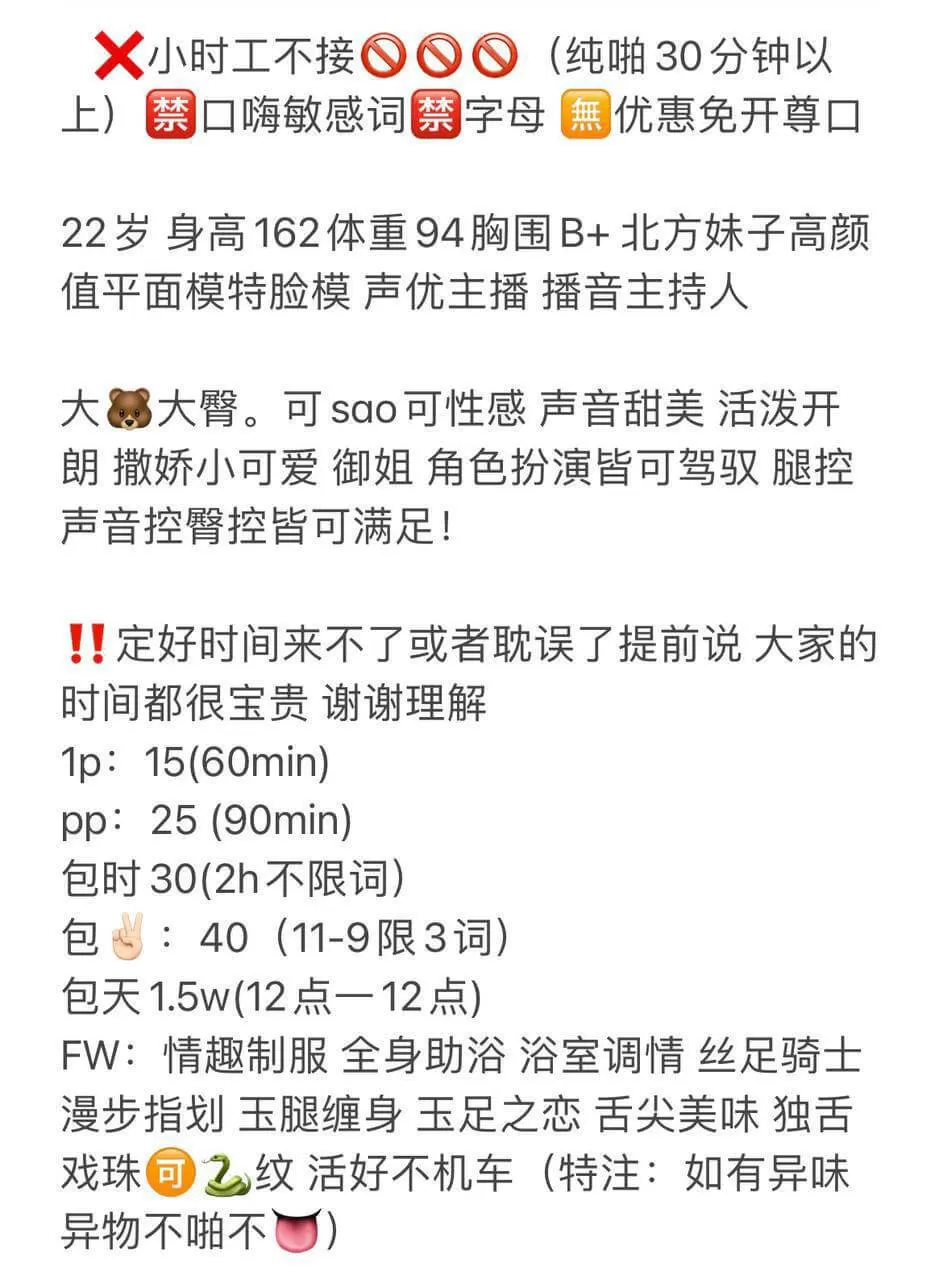 ❌小时工不接🚫🚫🚫（纯啪30分钟以
上）🈲口嗨敏感词🈲字母 🈚优惠免开尊口
22岁 身高162体重94胸围B+ 北方妹子高颜
值平面模特脸模 声优主播 播音主持人
大🐻大臀。可sao可性感 声音甜美 活泼开
朗 撒娇小可爱 御姐 角色扮演皆可驾驭 腿控
声音控臀控皆可满足！
‼️定好时间来不了或者耽误了提前说 大家的
时间都很宝贵 谢谢理解
1p：15(60min)
pp：25 (90min)
包时30(2h不限词）
包✌🏻：40（11-9限3词）
包天1.5w(12点一12点)
FW：情趣制服 全身助浴 浴室调情 丝足骑士
漫步指划 玉腿缠身 玉足之恋 舌尖美味 独舌
戏珠🉑🐍纹 活好不机车（特注：如有异味
异物不啪不👅）